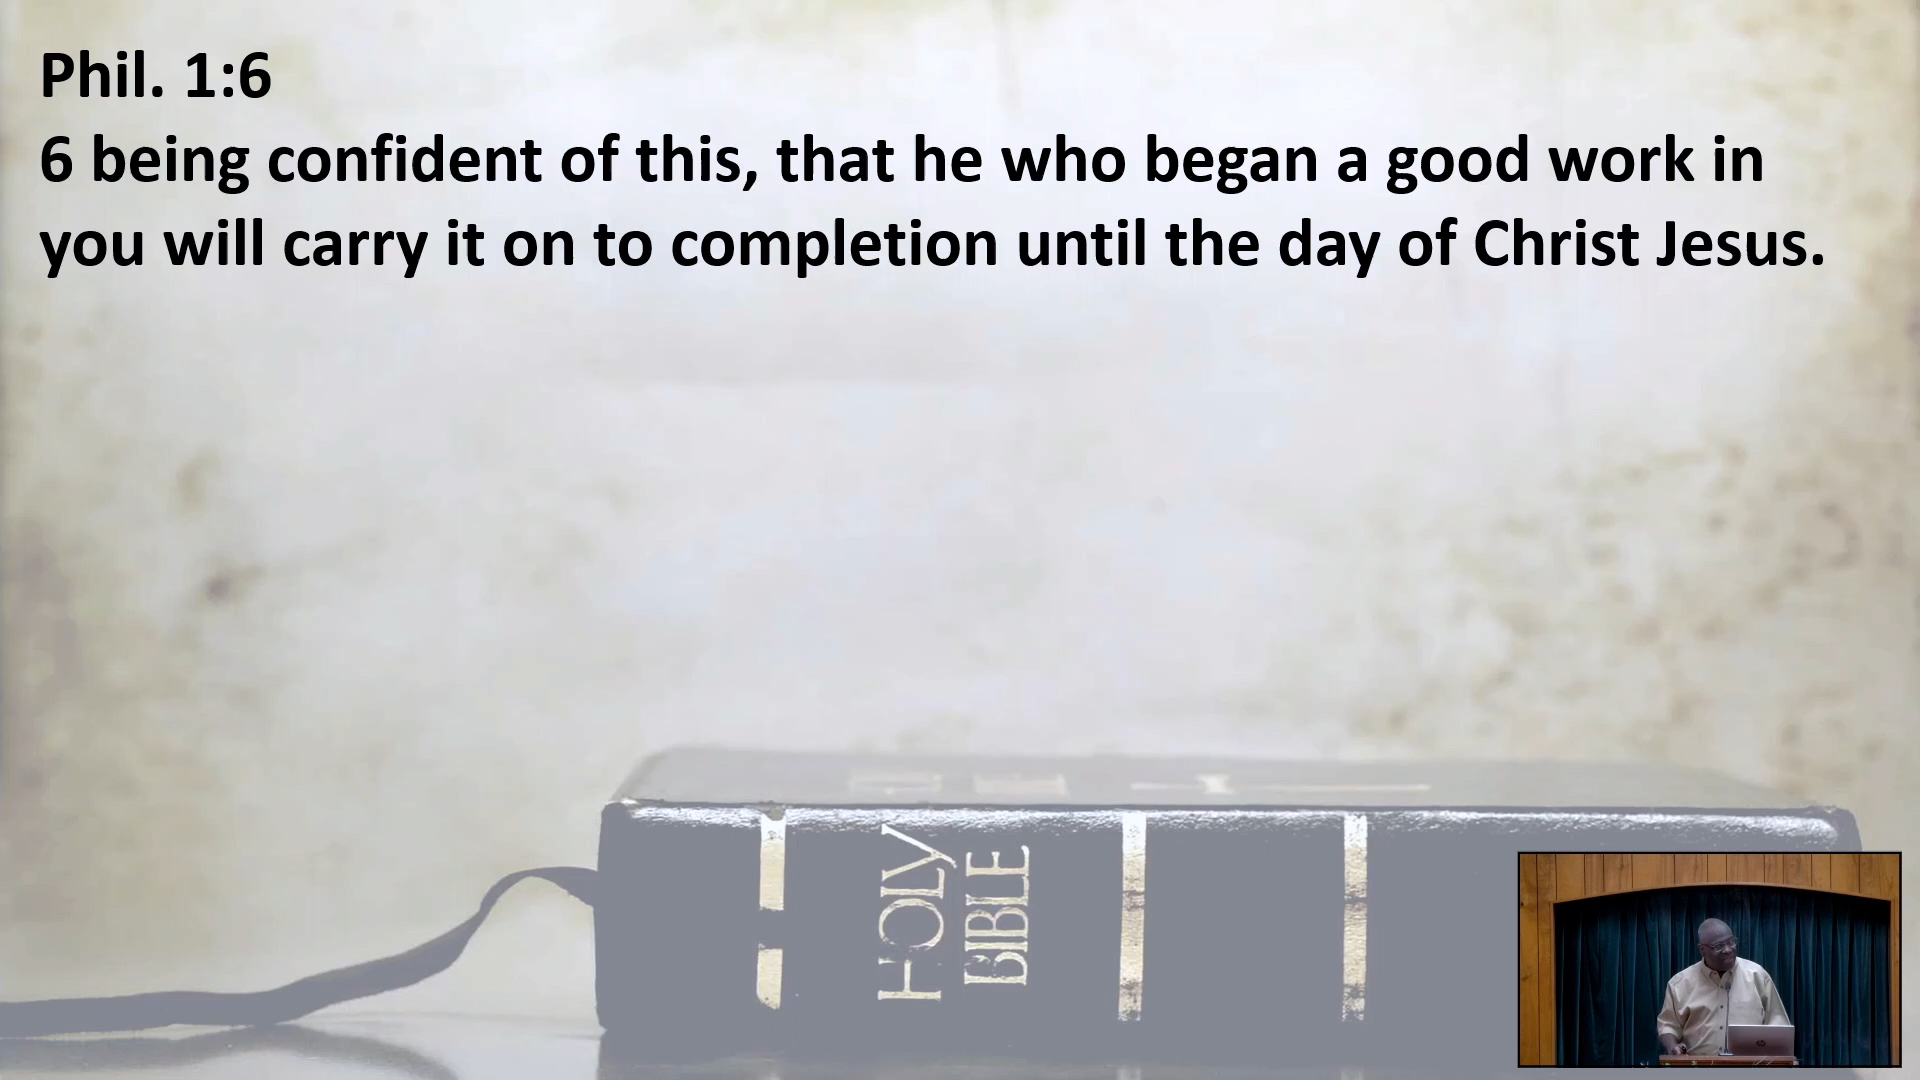 Phil. 1:6
6 being confident of this, that he who began a good work in
you will carry it on to completion until the day of Christ Jesus.
HOLY
BIBLE